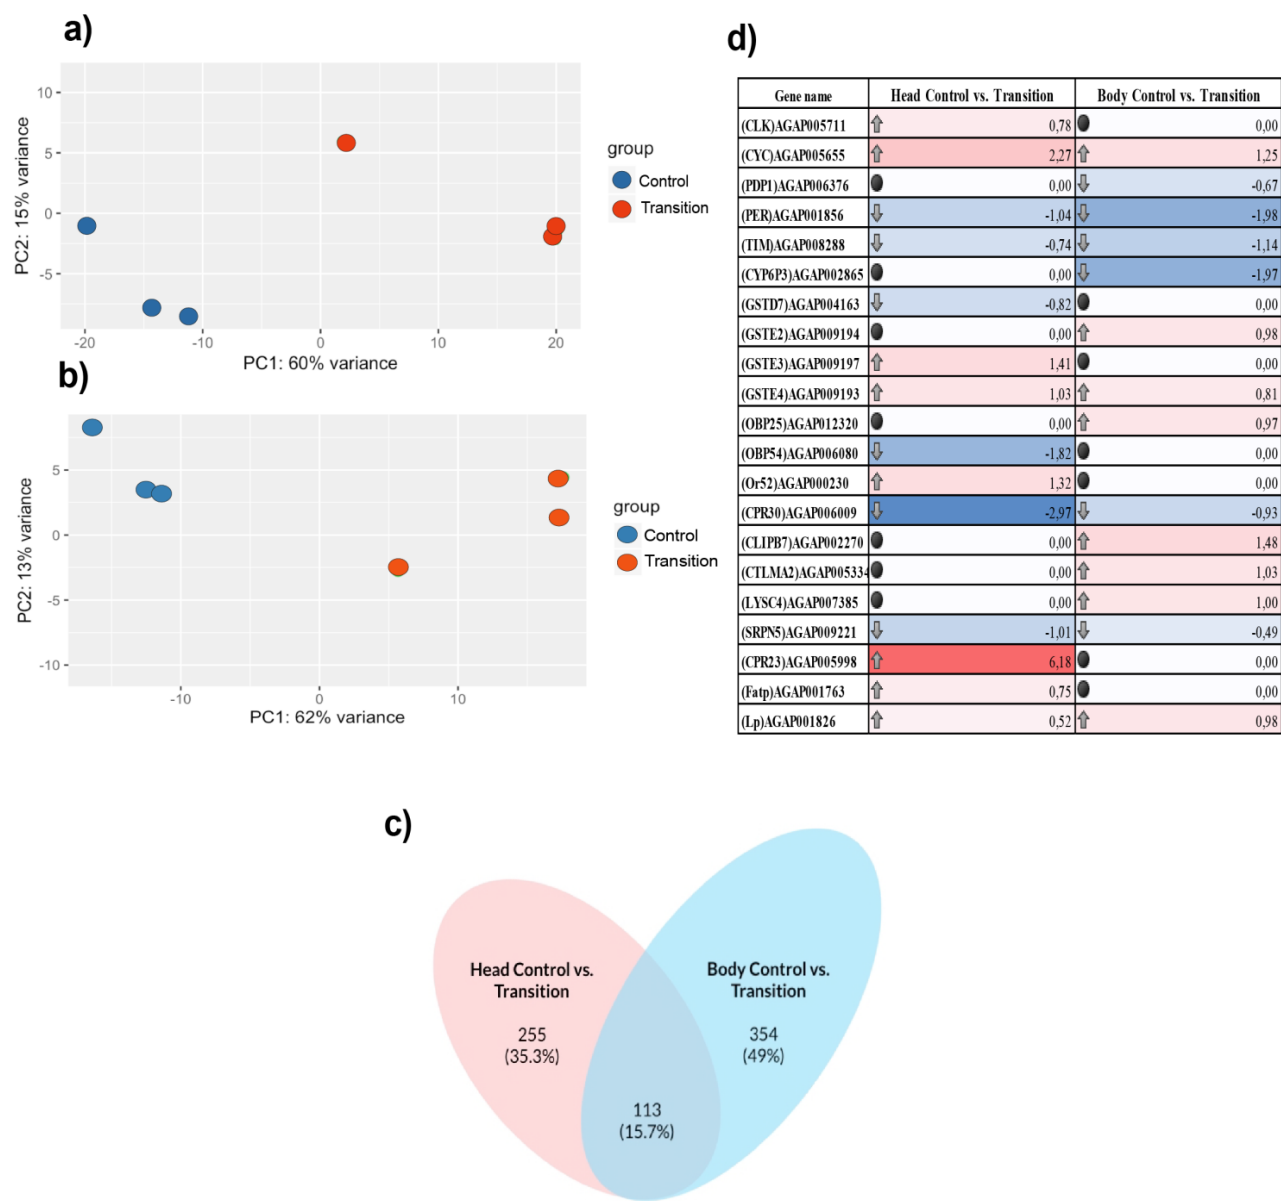 a)
10
5
0
-5
-20
-10
0
10
20
PC2: 15% variance
PC1: 60% variance
group
Control
Transition
b)
5
0
-5
-10
-10
0
10
PC2: 13% variance
PC1: 62% variance
group
Control
Transition
d)
Gene name Head Control vs. Transition Body Control vs. Transition
(CLK)AGAP005711 0,78 0,00
(CYC)AGAP005655 2,27 1,25
(PDP1)AGAP006376 0,00 -0,67
(PER)AGAP001856 -1,04 -1,98
(TIM)AGAP008288 -0,74 -1,14
(CYP6P3)AGAP002865 0,00 -1,97
(GSTD7)AGAP004163 -0,82 0,00
(GSTE2)AGAP009194 0,00 0,98
(GSTE3)AGAP009197 1,41 0,00
(GSTE4)AGAP009193 1,03 0,81
(OBP25)AGAP012320 0,00 0,97
(OBP54)AGAP006080 -1,82 0,00
(Or52)AGAP000230 1,32 0,00
(CPR30)AGAP006009 -2,97 -0,93
(CLIPB7)AGAP002270 0,00 1,48
(CTLMA2)AGAP005334 0,00 1,03
(LYSC4)AGAP007385 0,00 1,00
(SRPN5)AGAP009221 -1,01 -0,49
(CPR23)AGAP005998 6,18 0,00
(Fatp)AGAP001763 0,75 0,00
(Lp)AGAP001826 0,52 0,98
c)
Head Control vs.
Transition
255
(35.3%)
Body Control vs.
Transition
354
(49%)
113
(15.7%)